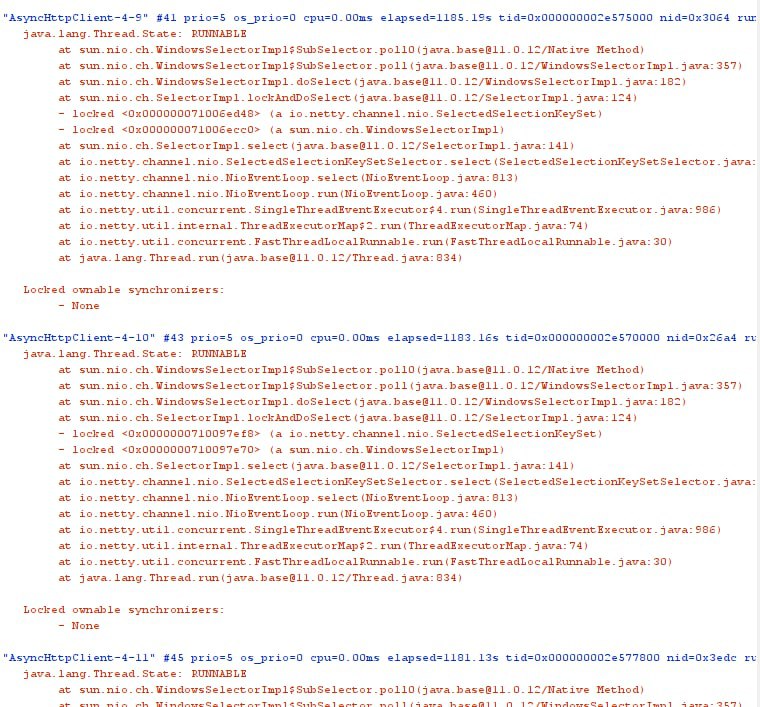 "AsyncHttpClient-4-9" #41 prio=5 os_prio=0 cpu=0.00ms elapsed=1185.19s tid=0x000000002e575000 nid=0x3064 run
java.lang.Thread.State: RUNNABLE
at sun.nio.ch.WindowsSelectorImpl$SubSelector.poll0(java.base@11.0.12/Native Method)
at sun.nio.ch.WindowsSelectorImpl$SubSelector.poll(java.base@11.0.12/WindowsSelectorImpl.java:357)
at sun.nio.ch.WindowsSelectorImpl.doSelect(java.base@11.0.12/WindowsSelectorImpl.java:182)
at sun.nio.ch.SelectorImpl.lockAndDoSelect(java.base@11.0.12/SelectorImpl.java:124)
- locked <0x000000071006ed48> (a io.netty.channel.nio.SelectedSelectionKeySet)
- locked <0x000000071006ecc0> (a sun.nio.ch.WindowsSelectorImpl)
at sun.nio.ch.SelectorImpl.select(java.base@11.0.12/SelectorImpl.java:141)
at io.netty.channel.nio.SelectedSelectionKeySetSelector.select(SelectedSelectionKeySetSelector.java:
at io.netty.channel.nio.NioEventLoop.select(NioEventLoop.java:813)
at io.netty.channel.nio.NioEventLoop.run(NioEventLoop.java:460)
at io.netty.util.concurrent.SingleThreadEventExecutor$4.run(SingleThreadEventExecutor.java:986)
at io.netty.util.internal.ThreadExecutorMap$2.run(ThreadExecutorMap.java:74)
at io.netty.util.concurrent.FastThreadLocalRunnable.run(FastThreadLocalRunnable.java:30)
at java.lang.Thread.run(java.base@11.0.12/Thread.java:834)
Locked ownable synchronizers:
- None
"AsyncHttpClient-4-10" #43 prio=5 os_prio=0 cpu=0.00ms elapsed=1183.16s tid=0x000000002e570000 nid=0x26a4 ru
java.lang.Thread.State: RUNNABLE
at sun.nio.ch.WindowsSelectorImpl$SubSelector.poll0(java.base@11.0.12/Native Method)
at sun.nio.ch.WindowsSelectorImpl$SubSelector.poll(java.base@11.0.12/WindowsSelectorImpl.java:357)
at sun.nio.ch.WindowsSelectorImpl.doSelect(java.base@11.0.12/WindowsSelectorImpl.java:182)
at sun.nio.ch.SelectorImpl.lockAndDoSelect(java.base@11.0.12/SelectorImpl.java:124)
- locked <0x0000000710097ef8> (a io.netty.channel.nio.SelectedSelectionKeySet)
- locked <0x0000000710097e70> (a sun.nio.ch.WindowsSelectorImpl)
at sun.nio.ch.SelectorImpl.select(java.base@11.0.12/SelectorImpl.java:141)
at io.netty.channel.nio.SelectedSelectionKeySetSelector.select(SelectedSelectionKeySetSelector.java:
at io.netty.channel.nio.NioEventLoop.select(NioEventLoop.java:813)
at io.netty.channel.nio.NioEventLoop.run(NioEventLoop.java:460)
at io.netty.util.concurrent.SingleThreadEventExecutor$4.run(SingleThreadEventExecutor.java:986)
at io.netty.util.internal.ThreadExecutorMap$2.run(ThreadExecutorMap.java:74)
at io.netty.util.concurrent.FastThreadLocalRunnable.run(FastThreadLocalRunnable.java:30)
at java.lang.Thread.run(java.base@11.0.12/Thread.java:834)
Locked ownable synchronizers:
- None
"AsyncHttpClient-4-11" #45 prio=5 os_prio=0 cpu=0.00ms elapsed=1181.13s tid=0x000000002e577800 nid=0x3edc ru
java.lang.Thread.State: RUNNABLE
at sun.nio.ch.WindowsSelectorImpl$SubSelector.poll0(java.base@11.0.12/Native Method)
at sun.nio.ch.WindowsSelectorImpl$SubSelector.poll(java.base@11.0.12/WindowsSelectorImpl.java:357)